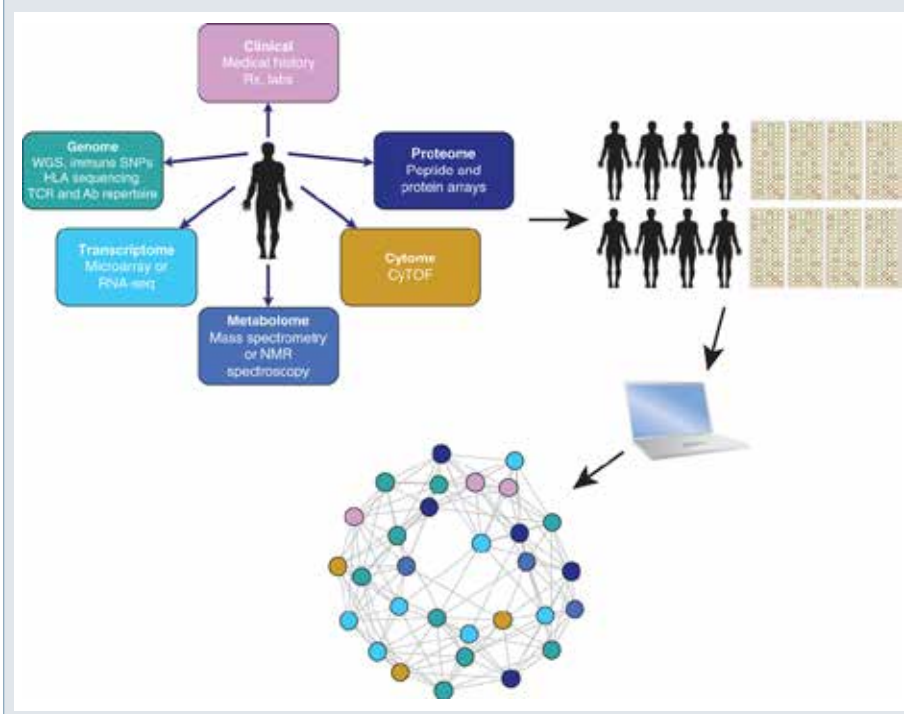 Clinical
Medical history
Rx, labs
Genome
WGS, immune SNPs
HLA sequencing
TCR and Ab repertoire
Proteome
Peptide and
protein arrays
Transcriptome
Microarray or
RNA-seq
Cytome
CyTOF
Metabolome
Mass spectrometry
or NMR
spectroscopy